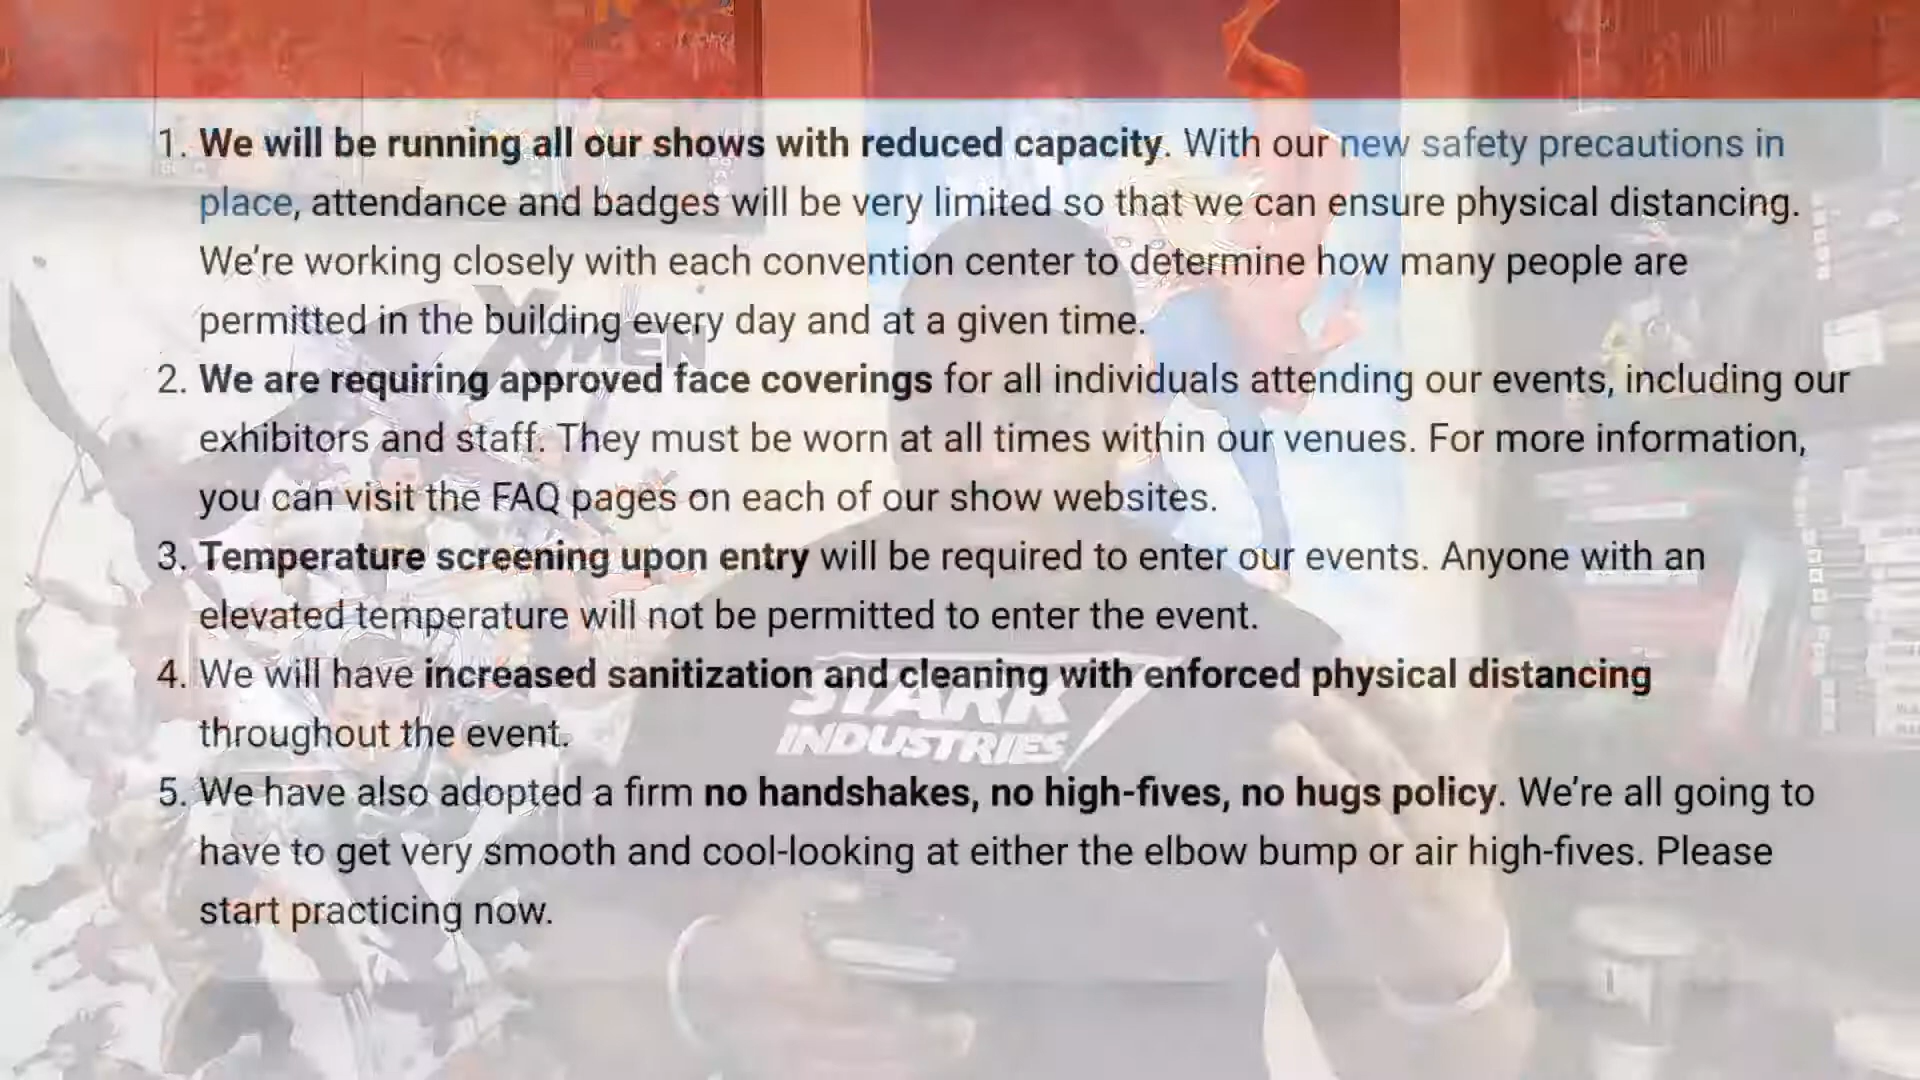 1. We will be running all our shows with reduced capacity. With our new safety precautions in
place, attendance and badges will be very limited so that we can ensure physical distancing.
We're working closely with each convention center to determine how many people are
permitted in the building every day and at a given time.
X-MEN
2. We are requiring approved face coverings for all individuals attending our events, including our
exhibitors and staff. They must be worn at all times within our venues. For more information,
you can visit the FAQ pages on each of our show websites.
3. Temperature screening upon entry will be required to enter our events. Anyone with an
elevated temperature will not be permitted to enter the event.
4. We will have increased sanitization and cleaning with enforced physical distancing
throughout the event.
STARK
INDUSTRIES
5. We have also adopted a firm no handshakes, no high-fives, no hugs policy. We're all going to
have to get very smooth and cool-looking at either the elbow bump or air high-fives. Please
start practicing now.